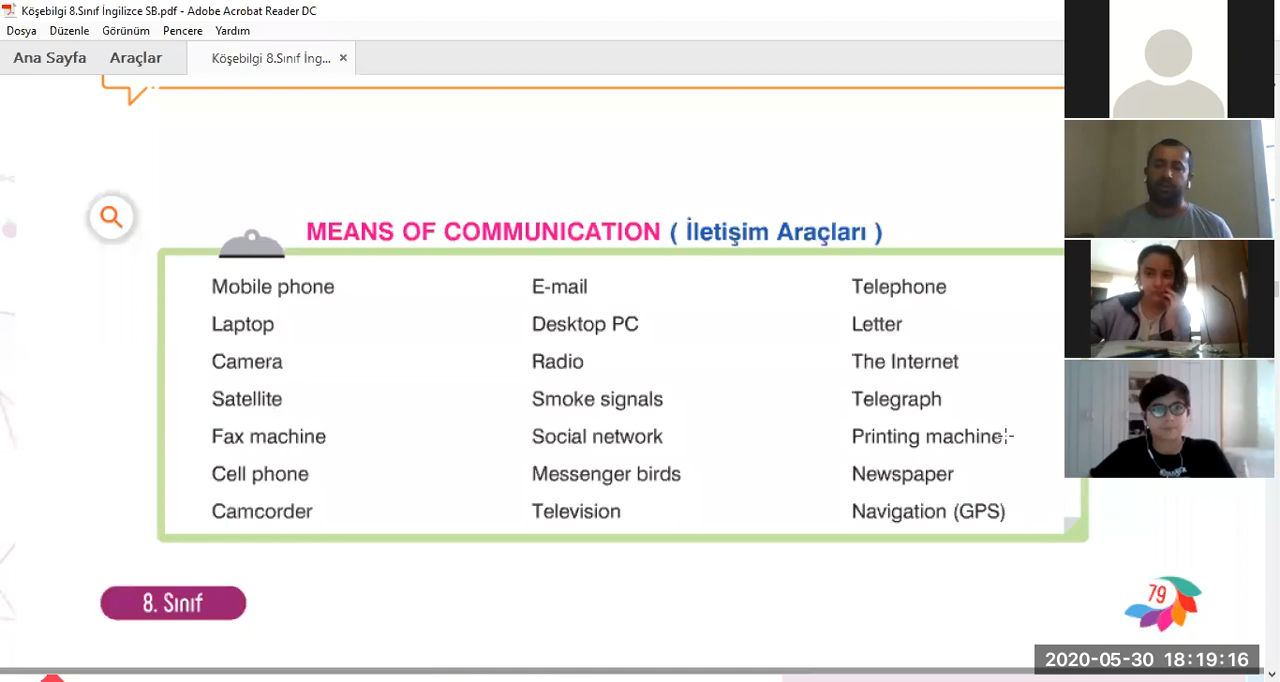 Köşebilgi 8.Sınıf İngilizce SB.pdf - Adobe Acrobat Reader DC
Dosya Düzenle Görünüm Pencere Yardım
Ana Sayfa Araçlar Köşebilgi 8.Sınıf İng... ×
MEANS OF COMMUNICATION ( İletişim Araçları )
Mobile phone E-mail Telephone
Laptop Desktop PC Letter
Camera Radio The Internet
Satellite Smoke signals Telegraph
Fax machine Social network Printing machine
Cell phone Messenger birds Newspaper
Camcorder Television Navigation (GPS)
8. Sınıf
79
2020-05-30 18:19:16